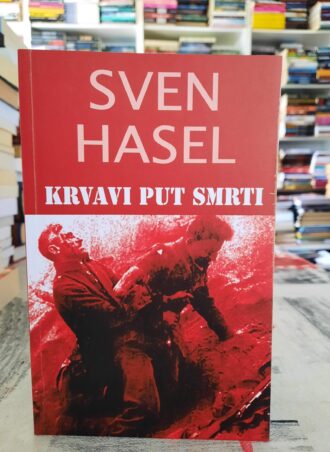 SVEN
HASEL
KRVAVI PUT SMRTI